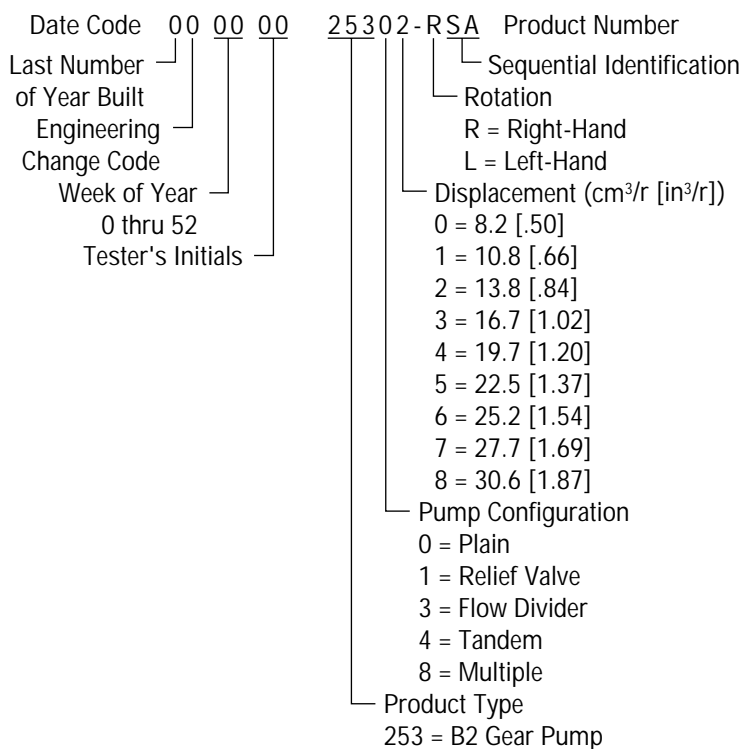 Date Code 00 00 00 25302-RSA Product Number
Last Number
of Year Built
Engineering
Change Code
Week of Year
0 thru 52
Tester's Initials
Sequential Identification
Rotation
R = Right-Hand
L = Left-Hand
Displacement (cm³/r [in³/r])
0 = 8.2 [.50]
1 = 10.8 [.66]
2 = 13.8 [.84]
3 = 16.7 [1.02]
4 = 19.7 [1.20]
5 = 22.5 [1.37]
6 = 25.2 [1.54]
7 = 27.7 [1.69]
8 = 30.6 [1.87]
Pump Configuration
0 = Plain
1 = Relief Valve
3 = Flow Divider
4 = Tandem
8 = Multiple
Product Type
253 = B2 Gear Pump